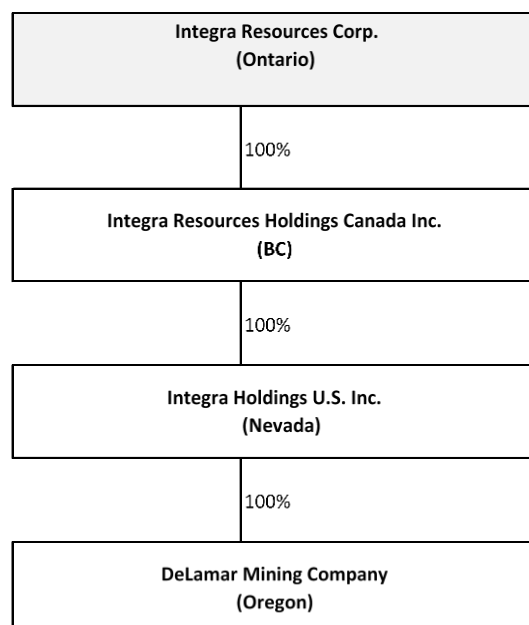 Integra Resources Corp.
(Ontario)
100%
Integra Resources Holdings Canada Inc.
(BC)
100%
Integra Holdings U.S. Inc.
(Nevada)
100%
DeLamar Mining Company
(Oregon)